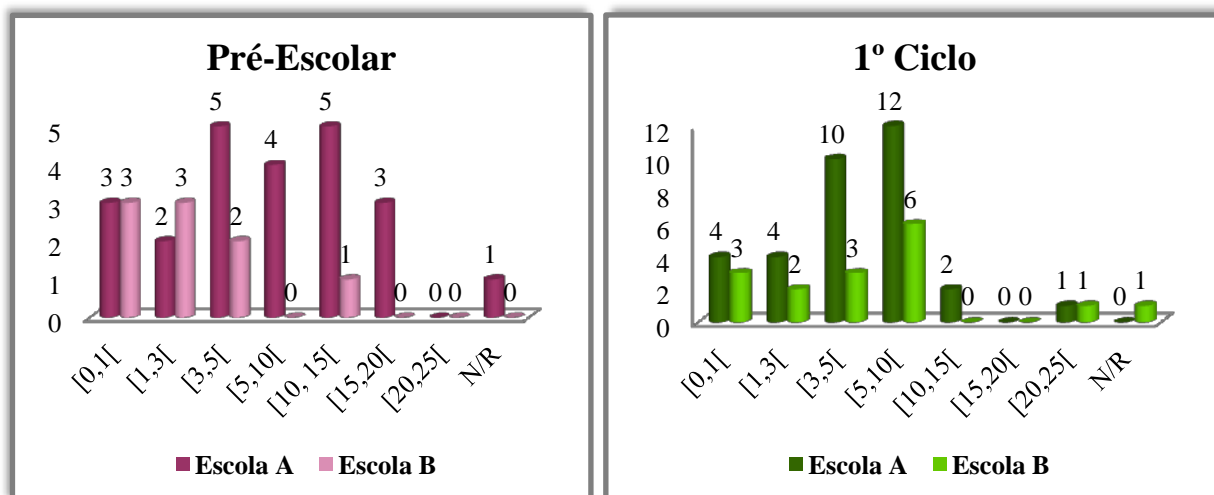 Pré-Escolar
5
4
3
2
1
0
3 3 2 3 5 2 4 0 5 1 3 0 0 0 1 0
[0,1[ [1,3[ [3,5[ [5,10[ [10, 15[ [15,20[ [20,25[ N/R
Escola A Escola B
1º Ciclo
12
10
8
6
4
2
0
4 3 4 2 10 3 12 6 2 0 0 0 1 1 0 1
[0,1[ [1,3[ [3,5[ [5,10[ [10,15[ [15,20[ [20,25[ N/R
Escola A Escola B